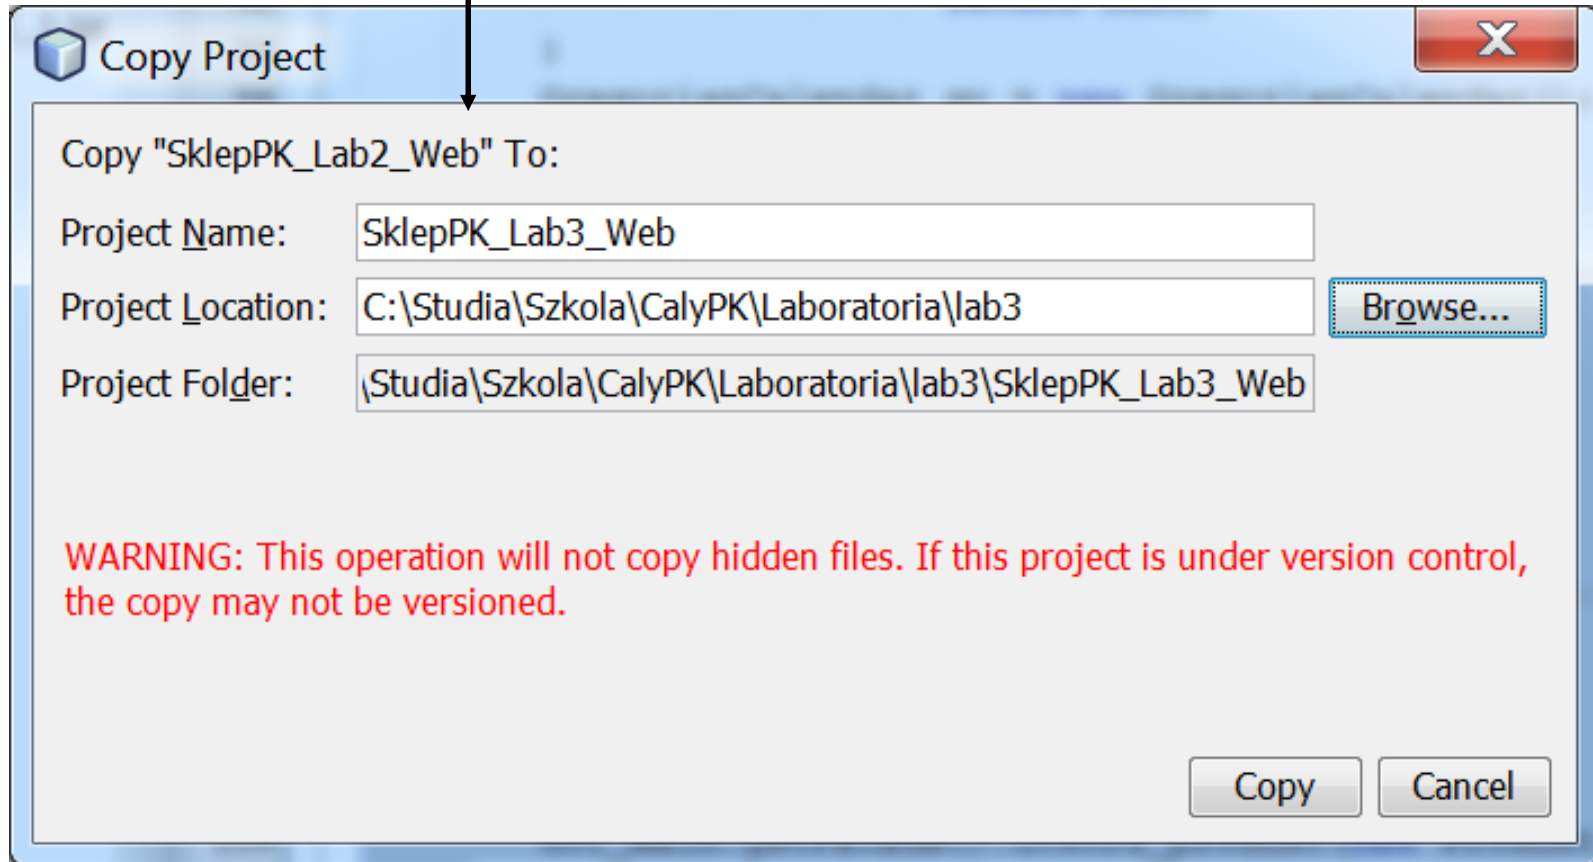 Copy Project
Copy "SklepPK_Lab2_Web" To:
Project Name: SklepPK_Lab3_Web
Project Location: C:\Studia\Szkola\CalyPK\Laboratoria\lab3 Browse...
Project Folder: \Studia\Szkola\CalyPK\Laboratoria\lab3\SklepPK_Lab3_Web
WARNING: This operation will not copy hidden files. If this project is under version control,
the copy may not be versioned.
Copy Cancel